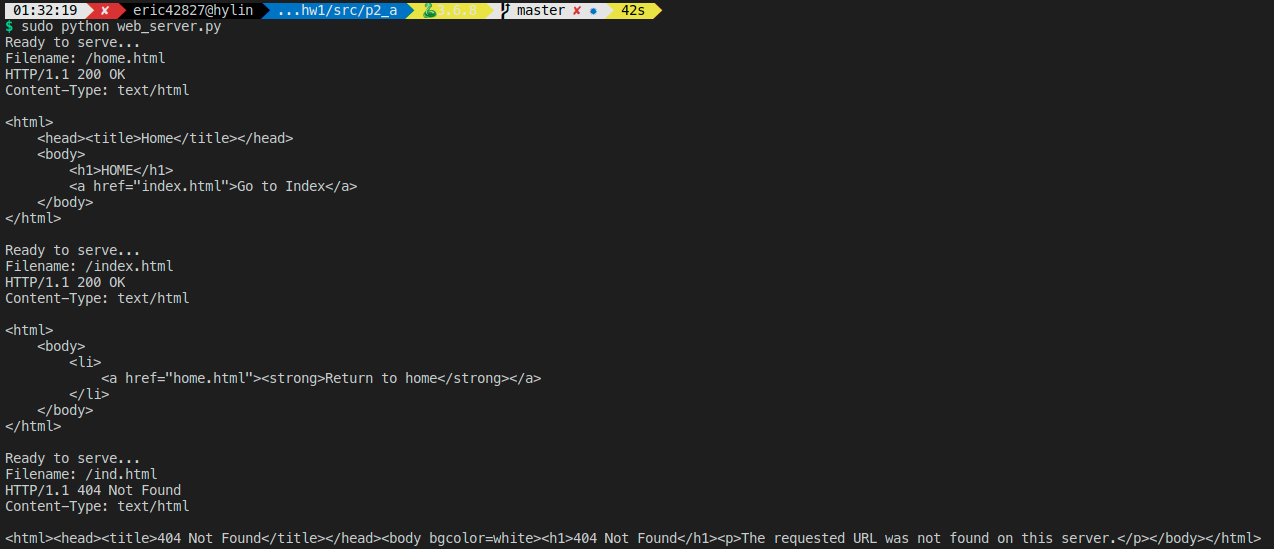 01:32:19 ✘ eric42827@hylin ...hw1/src/p2_a 3.6.8 master ✘ 42s
$ sudo python web_server.py
Ready to serve...
Filename: /home.html
HTTP/1.1 200 OK
Content-Type: text/html
<html>
    <head><title>Home</title></head>
    <body>
        <h1>HOME</h1>
        <a href="index.html">Go to Index</a>
    </body>
</html>
Ready to serve...
Filename: /index.html
HTTP/1.1 200 OK
Content-Type: text/html
<html>
    <body>
        <li>
            <a href="home.html"><strong>Return to home</strong></a>
        </li>
    </body>
</html>
Ready to serve...
Filename: /ind.html
HTTP/1.1 404 Not Found
Content-Type: text/html
<html><head><title>404 Not Found</title></head><body bgcolor=white><h1>404 Not Found</h1><p>The requested URL was not found on this server.</p></body></html>